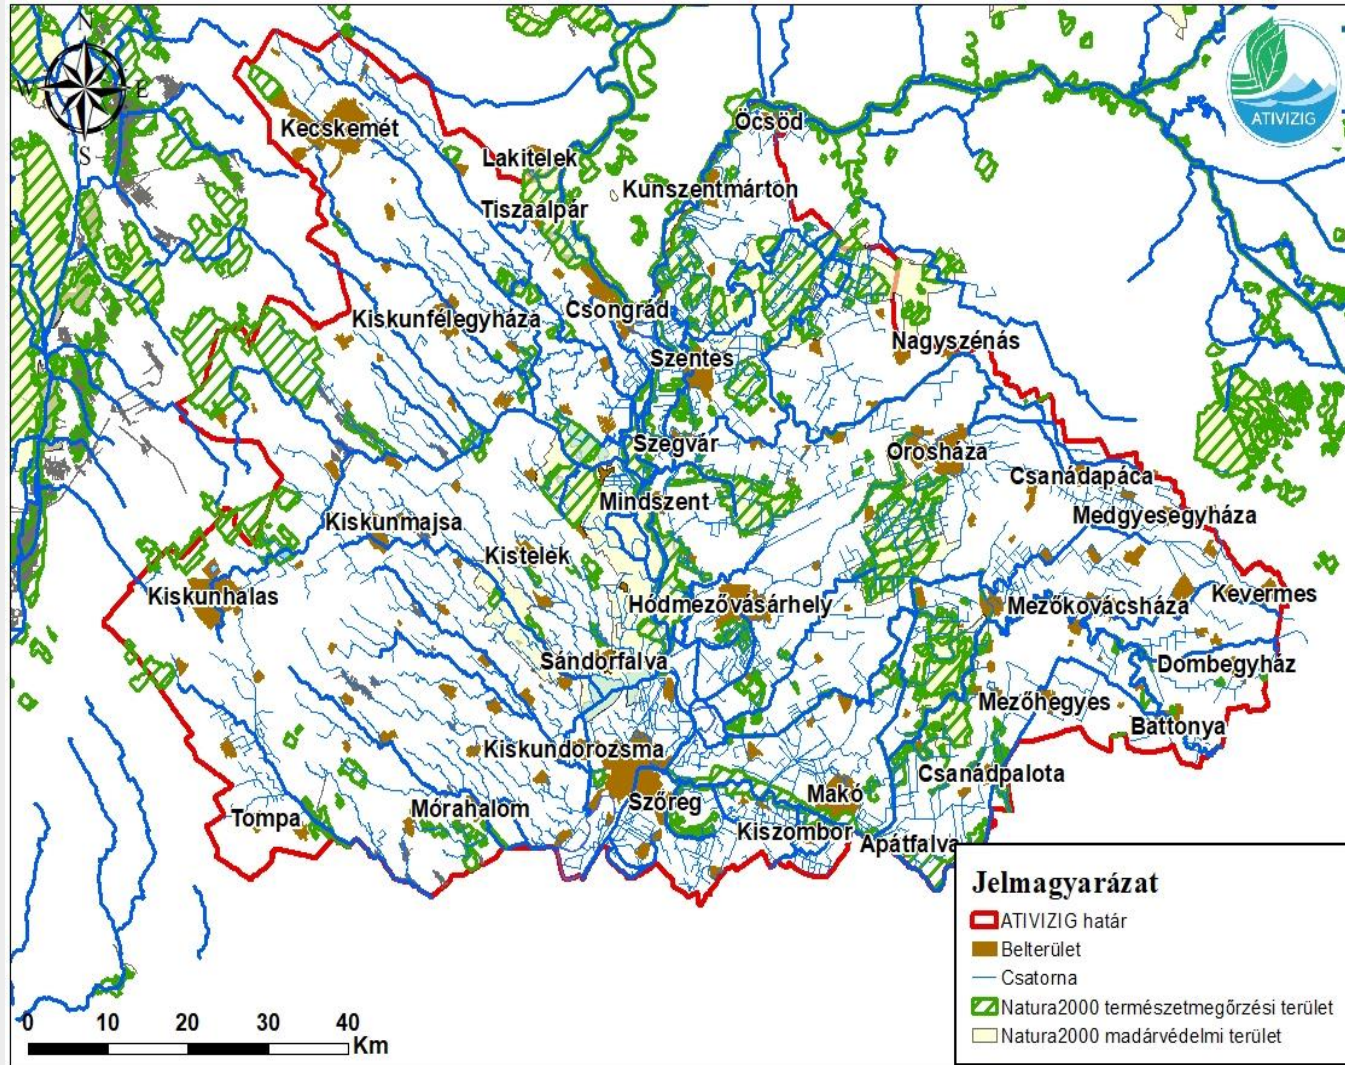 N
W
E
S
ATIVIZIG
Öcsöd
Kecskemét
Lakitelek
Kunszentmárton
Tiszaalpár
Csongrád
Kiskunfélegyháza
Nagyszénás
Szentes
Szegvár
Orosháza
Csanádapáca
Mindszent
Medgyesegyháza
Kiskunmajsa
Kistelek
Kevermes
Kiskunhalas
Hódmezővásárhely
Mezőkovácsháza
Sándorfalva
Dombegyház
Mezőhegyes
Battonya
Kiskundorozsma
Csanádpalota
Makó
Szőreg
Mórahalom
Tompa
Kiszombor
Apátfalva
Jelmagyarázat
ATIVIZIG határ
Belterület
Csatorna
Natura2000 természetmegőrzési terület
Natura2000 madárvédelmi terület
0 10 20 30 40
Km